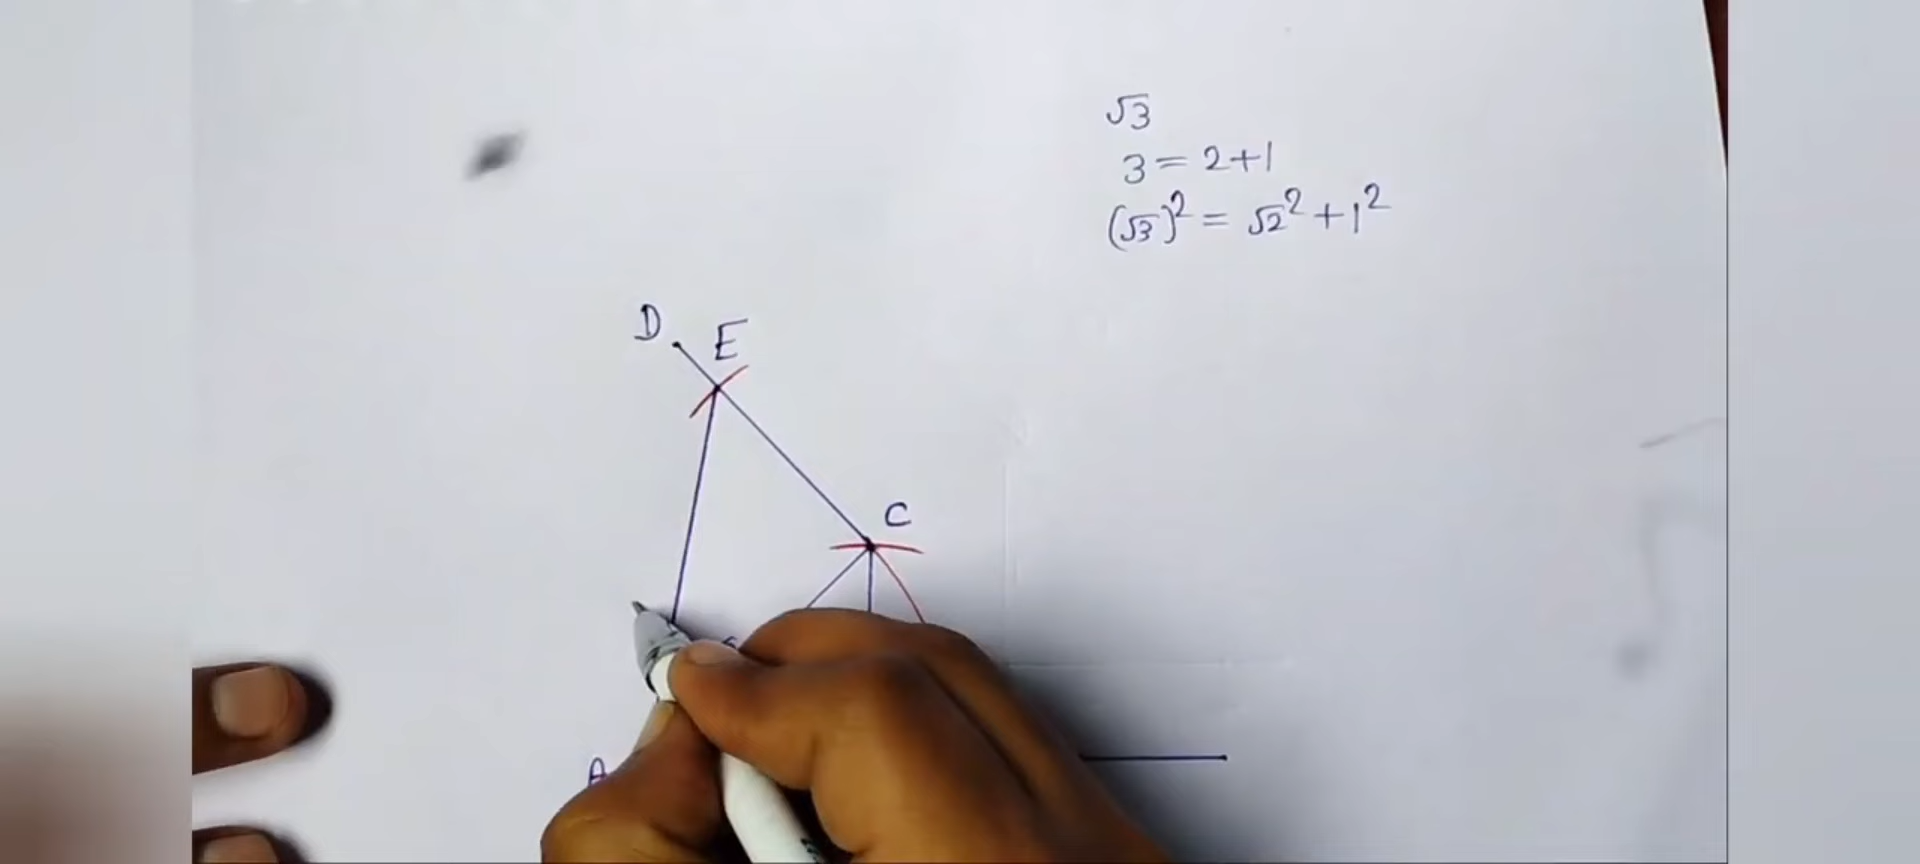 √3
3 = 2+1
(√3)² = √2² + 1²
D
E
C
A